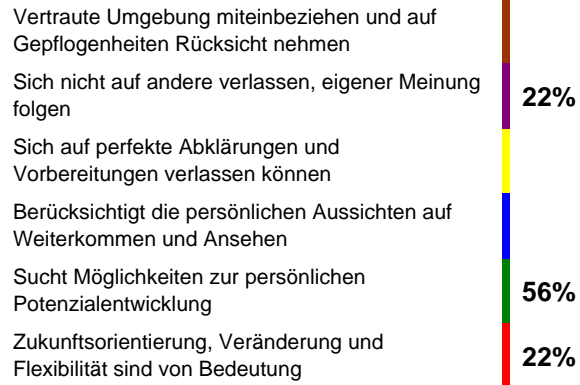 Vertraute Umgebung miteinbeziehen und auf
Gepflogenheiten Rücksicht nehmen
Sich nicht auf andere verlassen, eigener Meinung
folgen
22%
Sich auf perfekte Abklärungen und
Vorbereitungen verlassen können
Berücksichtigt die persönlichen Aussichten auf
Weiterkommen und Ansehen
Sucht Möglichkeiten zur persönlichen
Potenzialentwicklung
56%
Zukunftsorientierung, Veränderung und
Flexibilität sind von Bedeutung
22%